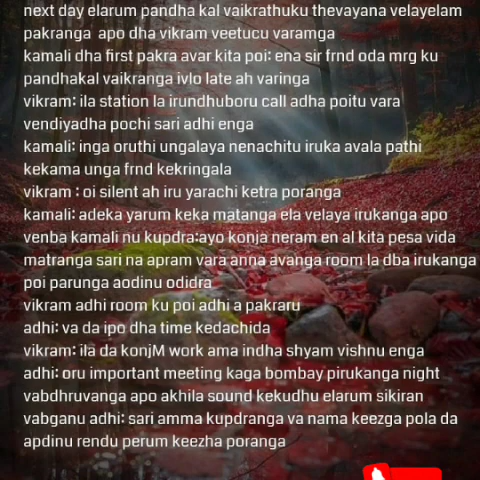 next day elarum pandha kal vaikrathuku thevayana velayelam
pakranga apo dha vikram veetucu varamga
kamali dha first pakra avar kita poi: ena sir frnd oda mrg ku
pandhakal vaikranga ivlo late ah varinga
vikram: ila station la irundhuboru call adha poitu vara
vendiyadha pochi sari adhi enga
kamali: inga oruthi ungalaya nenachitu iruka avala pathi
kekama unga frnd kekringala
vikram : oi silent ah iru yarachi ketra poranga
kamali: adeka yarum keka matanga ela velaya irukanga apo
venba kamali nu kupdra:ayo konja neram en al kita pesa vida
matranga sari na apram vara anna avanga room la dba irukanga
poi parunga aodinu odidra
vikram adhi room ku poi adhi a pakraru
adhi: va da ipo dha time kedachida
vikram: ila da konjM work ama indha shyam vishnu enga
adhi: oru important meeting kaga bombay pirukanga night
vabdhruvanga apo akhila sound kekudhu elarum sikiran
vabganu adhi: sari amma kupdranga va nama keezga pola da
apdinu rendu perum keezha poranga